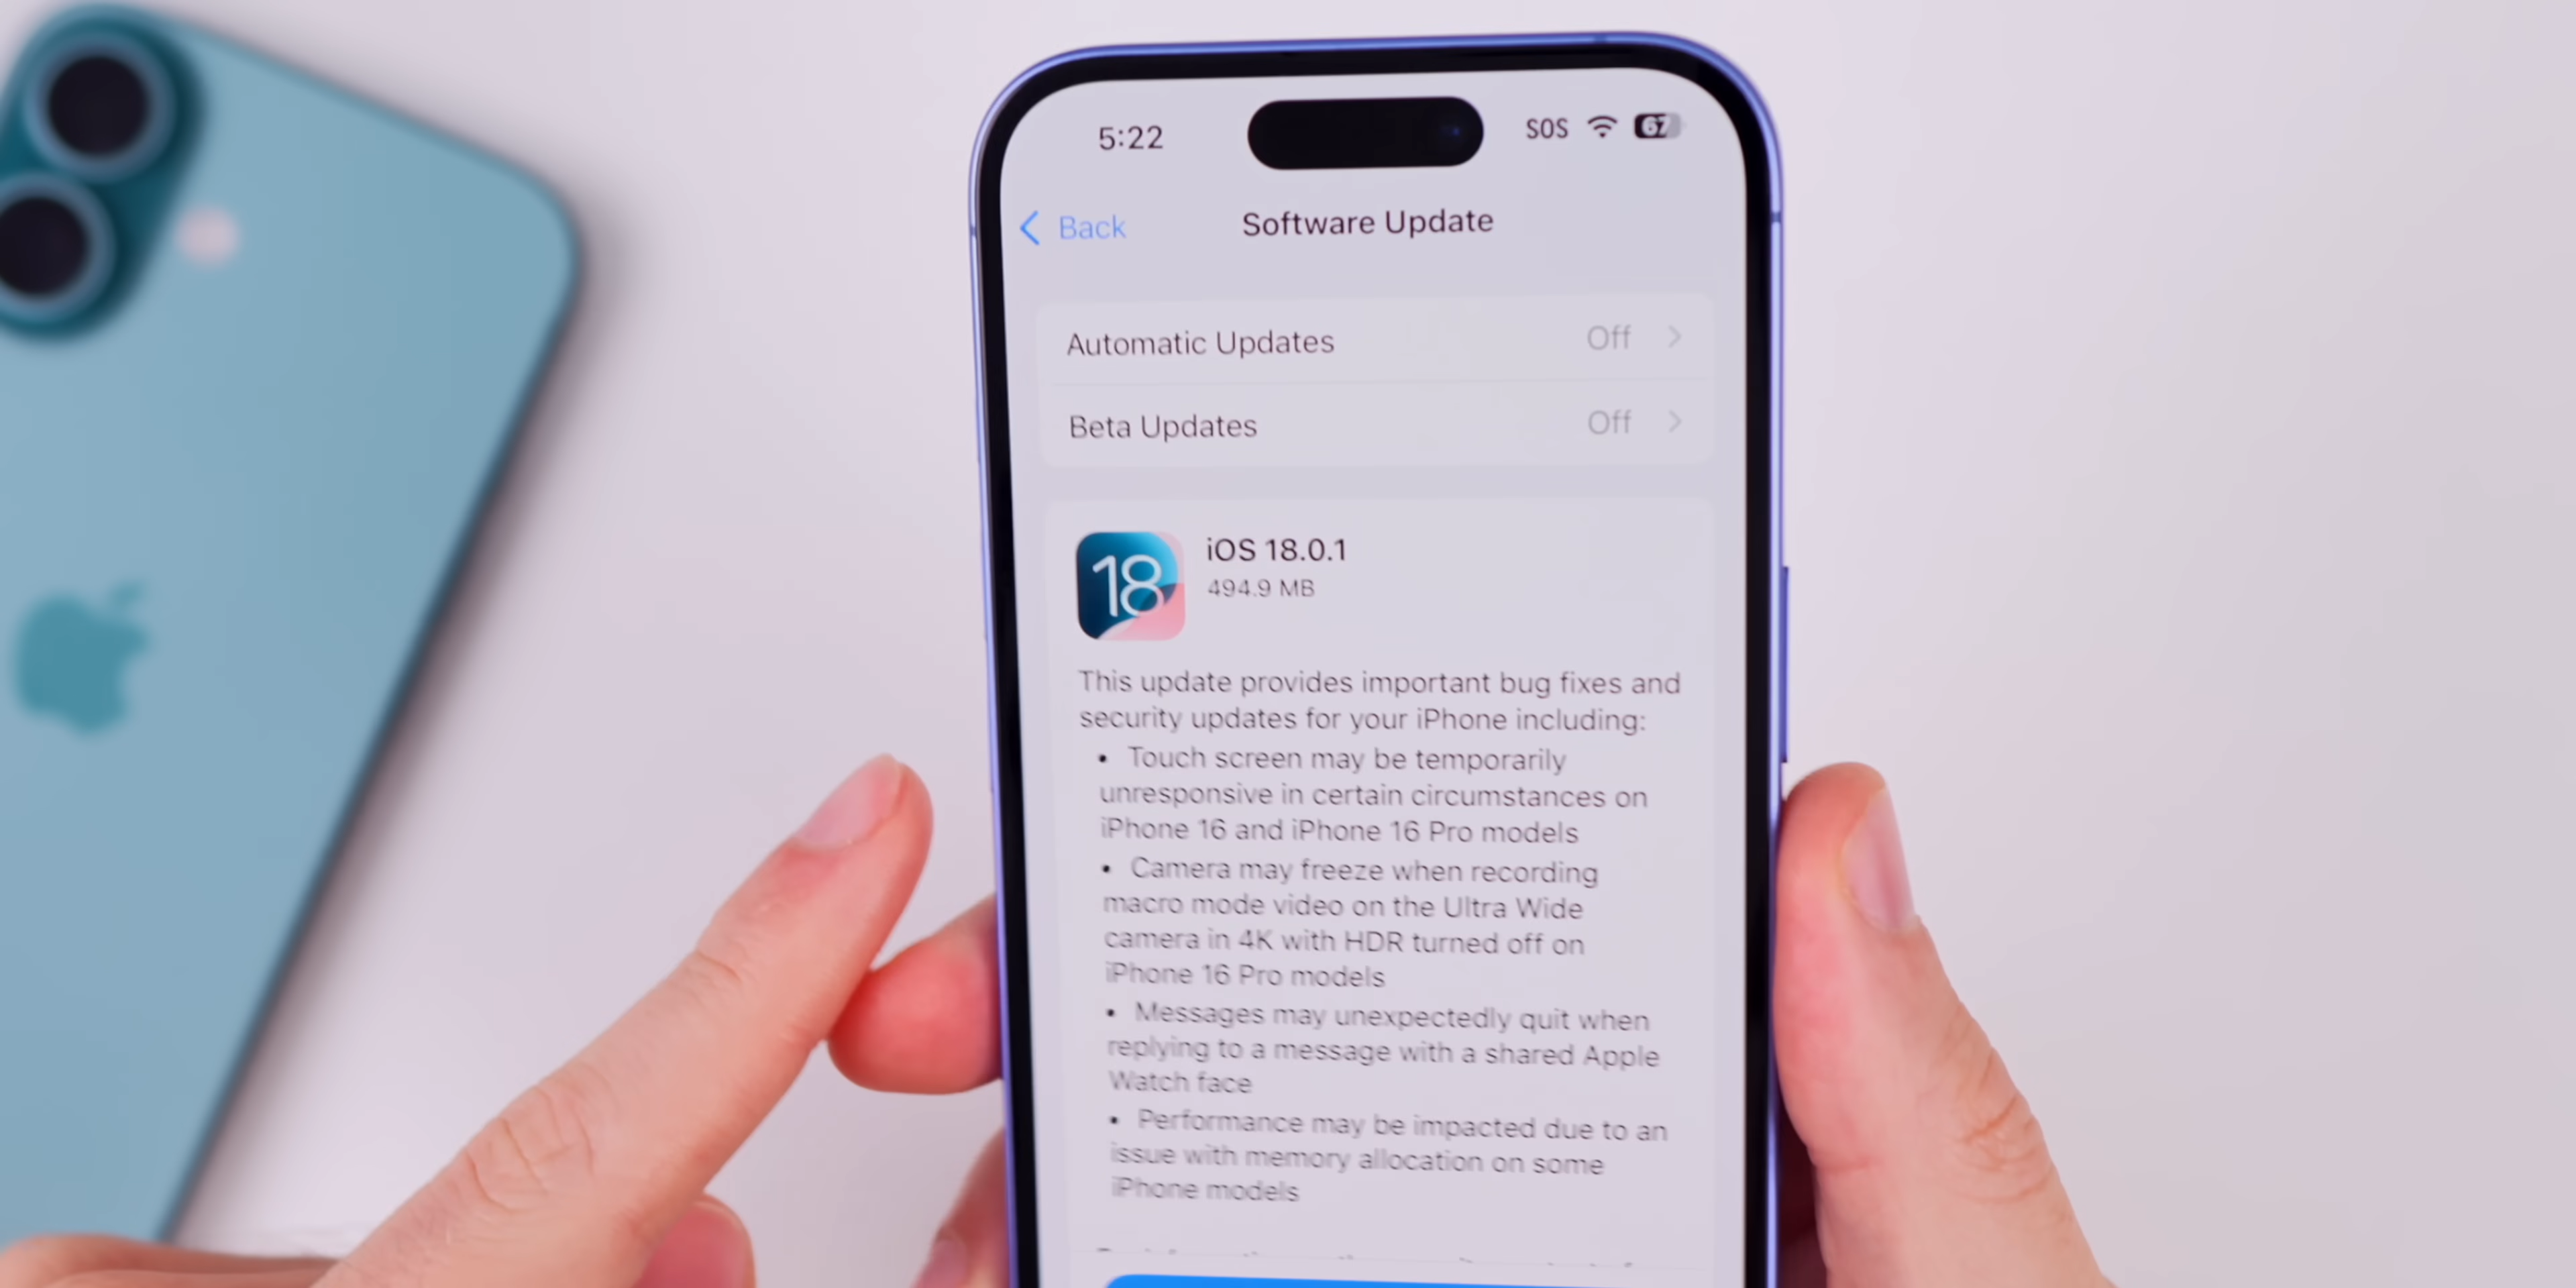 5:22 SOS 67
Back Software Update
Automatic Updates Off
Beta Updates Off
18
iOS 18.0.1
494.9 MB
This update provides important bug fixes and
security updates for your iPhone including:
• Touch screen may be temporarily
unresponsive in certain circumstances on
iPhone 16 and iPhone 16 Pro models
• Camera may freeze when recording
macro mode video on the Ultra Wide
camera in 4K with HDR turned off on
iPhone 16 Pro models
• Messages may unexpectedly quit when
replying to a message with a shared Apple
Watch face
• Performance may be impacted due to an
issue with memory allocation on some
iPhone models